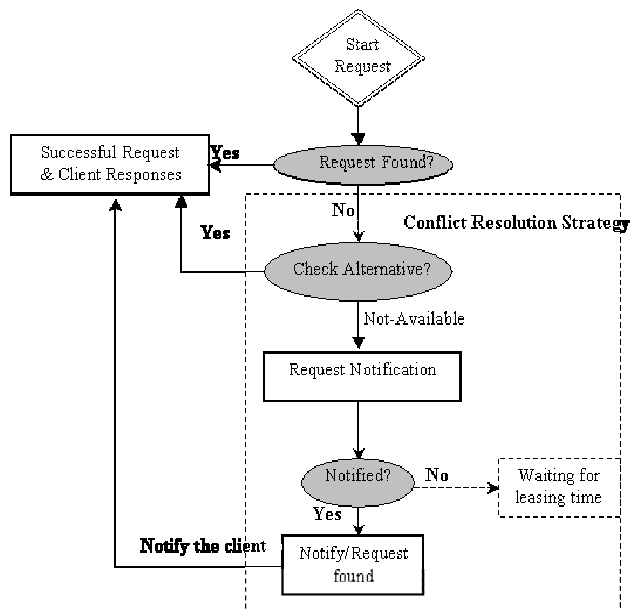 Start
Request
Successful Request
& Client Responses
Yes
Request Found?
No
Conflict Resolution Strategy
Yes
Check Alternative?
Not-Available
Request Notification
Notified?
No
Waiting for
leasing time
Yes
Notify the client
Notify/Request
found